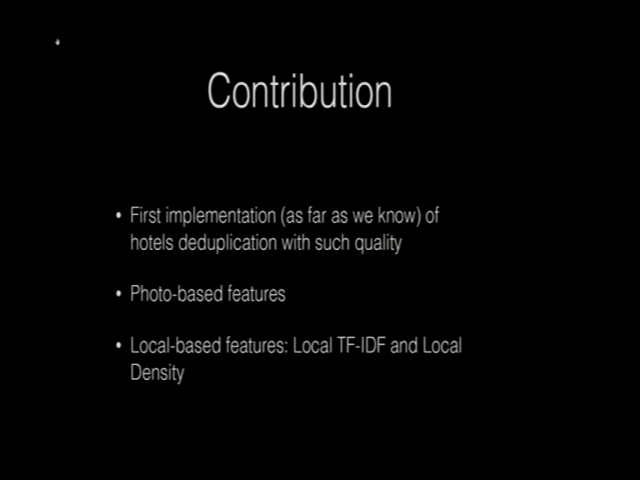 Contribution
• First implementation (as far as we know) of
hotels deduplication with such quality
• Photo-based features
• Local-based features: Local TF-IDF and Local
Density